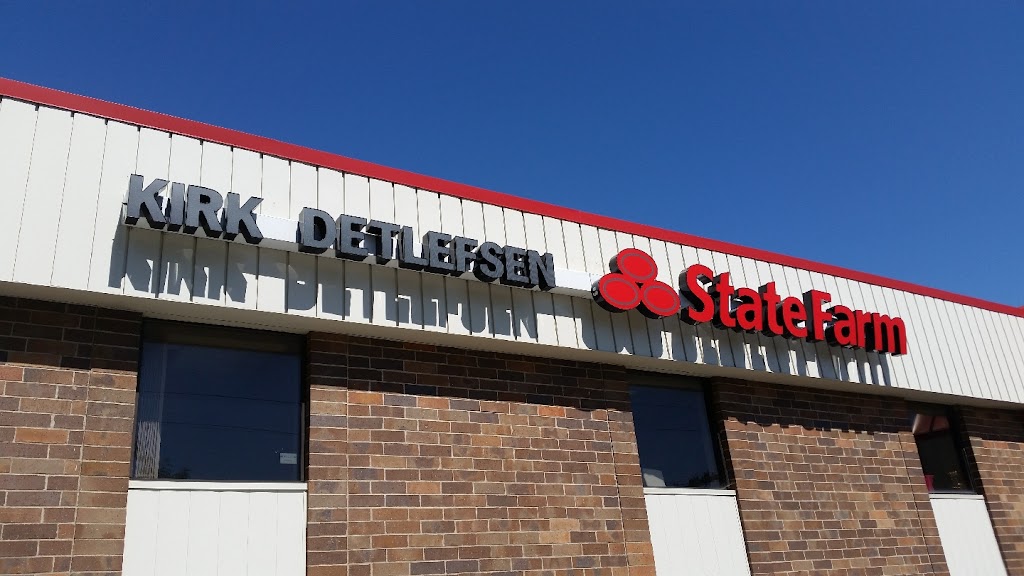 KIRK DETLEFSEN StateFarm